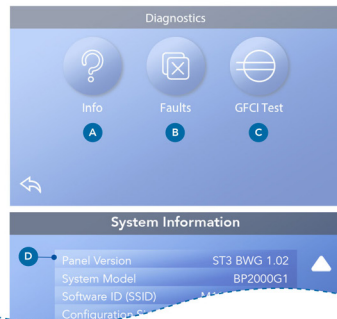 Diagnostics
Info
Faults
GFCI Test
A
B
C
System Information
D
Panel Version ST3 BWG 1.02
System Model BP2000G1
Software ID (SSID)
Configuration